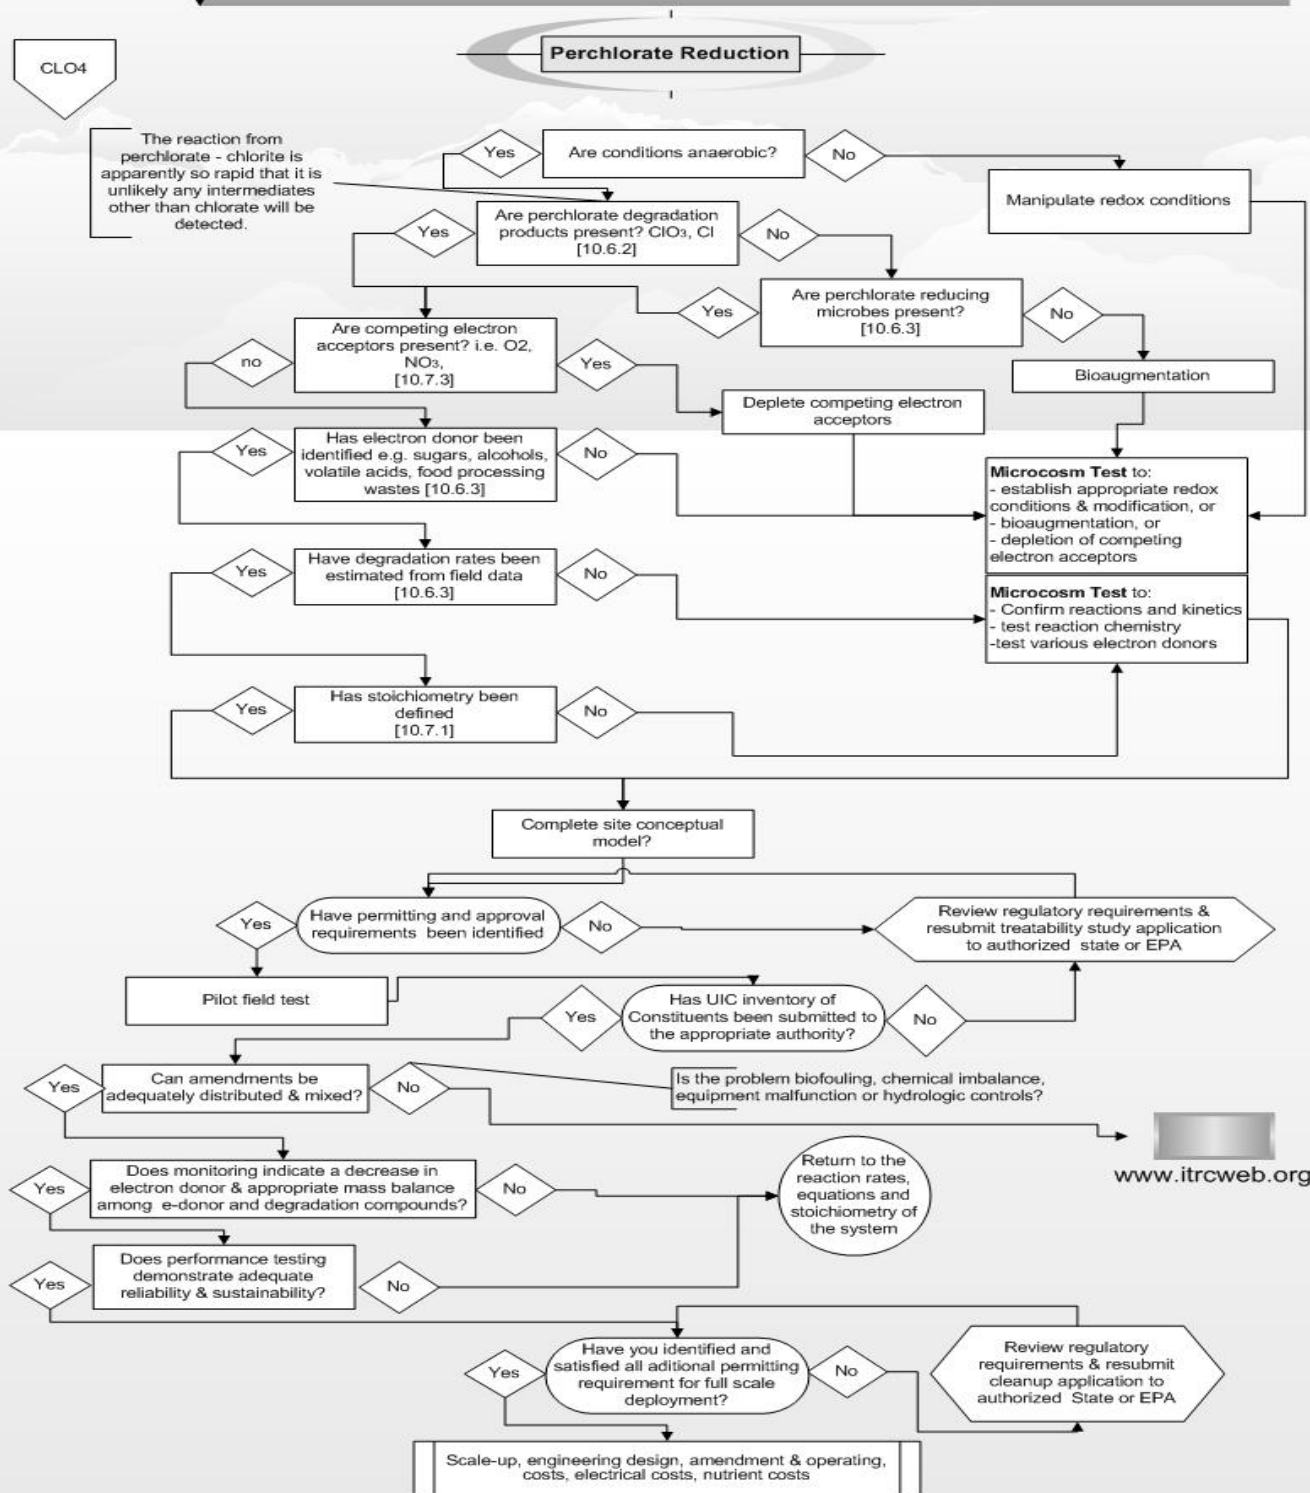 Perchlorate Reduction
CLO4
The reaction from
perchlorate - chlorite is
apparently so rapid that it is
unlikely any intermediates
other than chlorate will be
detected.
Yes
Are conditions anaerobic?
No
Manipulate redox conditions
Yes
Are perchlorate degradation
products present? ClO3, Cl
[10.6.2]
No
Yes
Are perchlorate reducing
microbes present?
[10.6.3]
No
Bioaugmentation
no
Are competing electron
acceptors present? i.e. O2,
NO3,
[10.7.3]
Yes
Deplete competing electron
acceptors
Yes
Has electron donor been
identified e.g. sugars, alcohols,
volatile acids, food processing
wastes [10.6.3]
No
Microcosm Test to:
- establish appropriate redox
conditions & modification, or
- bioaugmentation, or
- depletion of competing
electron acceptors
Yes
Have degradation rates been
estimated from field data
[10.6.3]
No
Microcosm Test to:
- Confirm reactions and kinetics
- test reaction chemistry
-test various electron donors
Yes
Has stoichiometry been
defined
[10.7.1]
No
Complete site conceptual
model?
Yes
Have permitting and approval
requirements been identified
No
Review regulatory requirements &
resubmit treatability study application
to authorized state or EPA
Pilot field test
Yes
Has UIC inventory of
Constituents been submitted to
the appropriate authority?
No
Yes
Can amendments be
adequately distributed & mixed?
No
Is the problem biofouling, chemical imbalance,
equipment malfunction or hydrologic controls?
www.itrcweb.org
Yes
Does monitoring indicate a decrease in
electron donor & appropriate mass balance
among e-donor and degradation compounds?
No
Return to the
reaction rates,
equations and
stoichiometry of
the system
Yes
Does performance testing
demonstrate adequate
reliability & sustainability?
No
Yes
Have you identified and
satisfied all aditional permitting
requirement for full scale
deployment?
No
Review regulatory
requirements & resubmit
cleanup application to
authorized State or EPA
Scale-up, engineering design, amendment & operating,
costs, electrical costs, nutrient costs